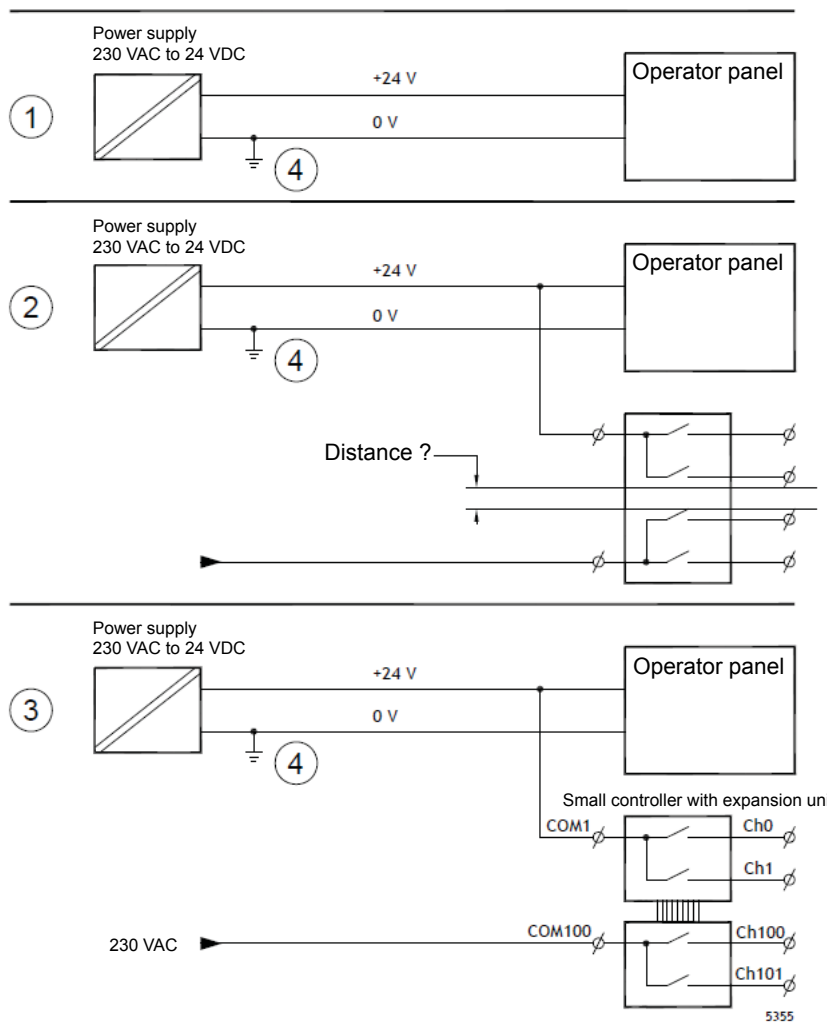 Power supply
230 VAC to 24 VDC
+24 V
Operator panel
1
0 V
4
Power supply
230 VAC to 24 VDC
+24 V
Operator panel
2
0 V
4
Distance ?
Power supply
230 VAC to 24 VDC
+24 V
Operator panel
3
0 V
4
Small controller with expansion un
COM1
Ch0
Ch1
230 VAC
COM100
Ch100
Ch101
5355